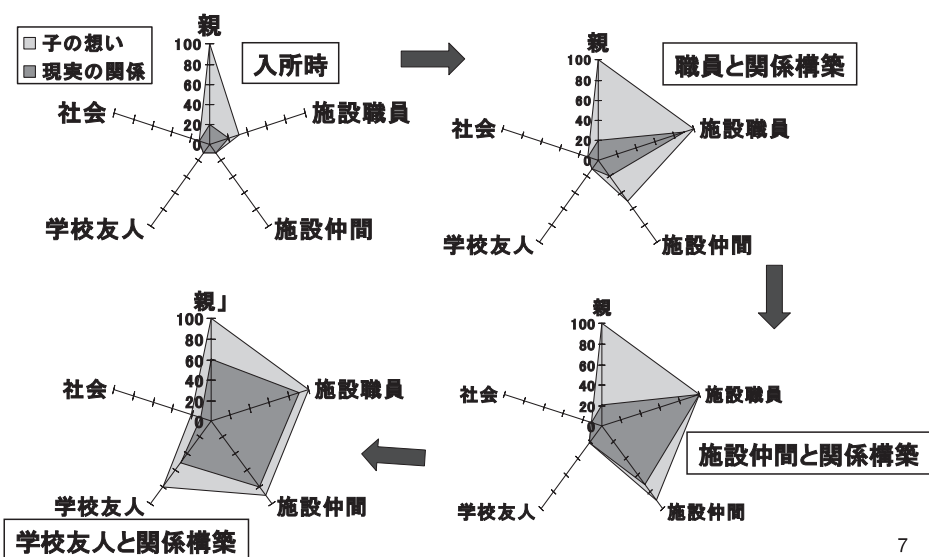 子の想い
現実の関係
入所時
親
100
80
60
40
20
0
社会
施設職員
学校友人
施設仲間
職員と関係構築
親
100
80
60
40
20
0
社会
施設職員
学校友人
施設仲間
施設仲間と関係構築
親
100
80
60
40
20
0
社会
施設職員
学校友人
施設仲間
学校友人と関係構築
親」
100
80
60
40
20
0
社会
施設職員
学校友人
施設仲間
7